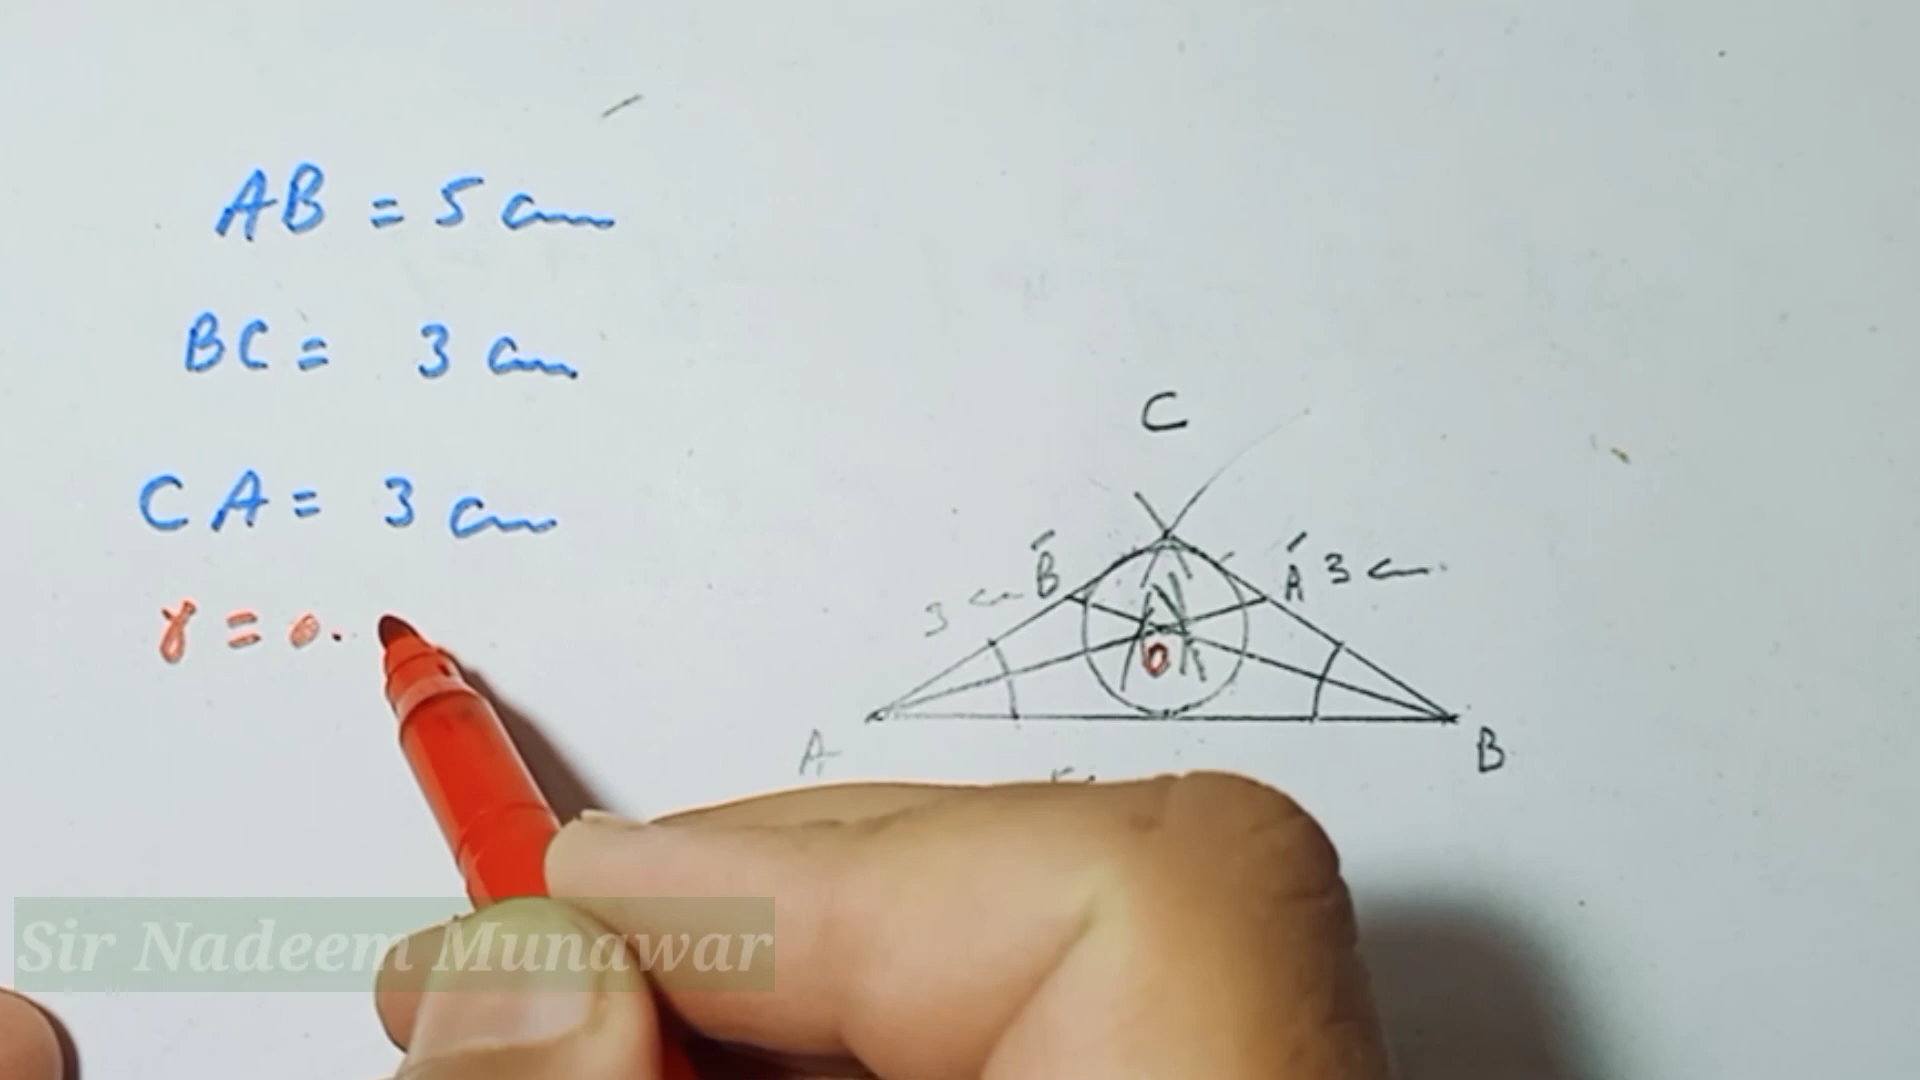 AB = 5 cm
BC = 3 cm
CA = 3 cm
r = 0.
C
B́
Á 3 cm
3 cm
O
A
B
Sir Nadeem Munawar